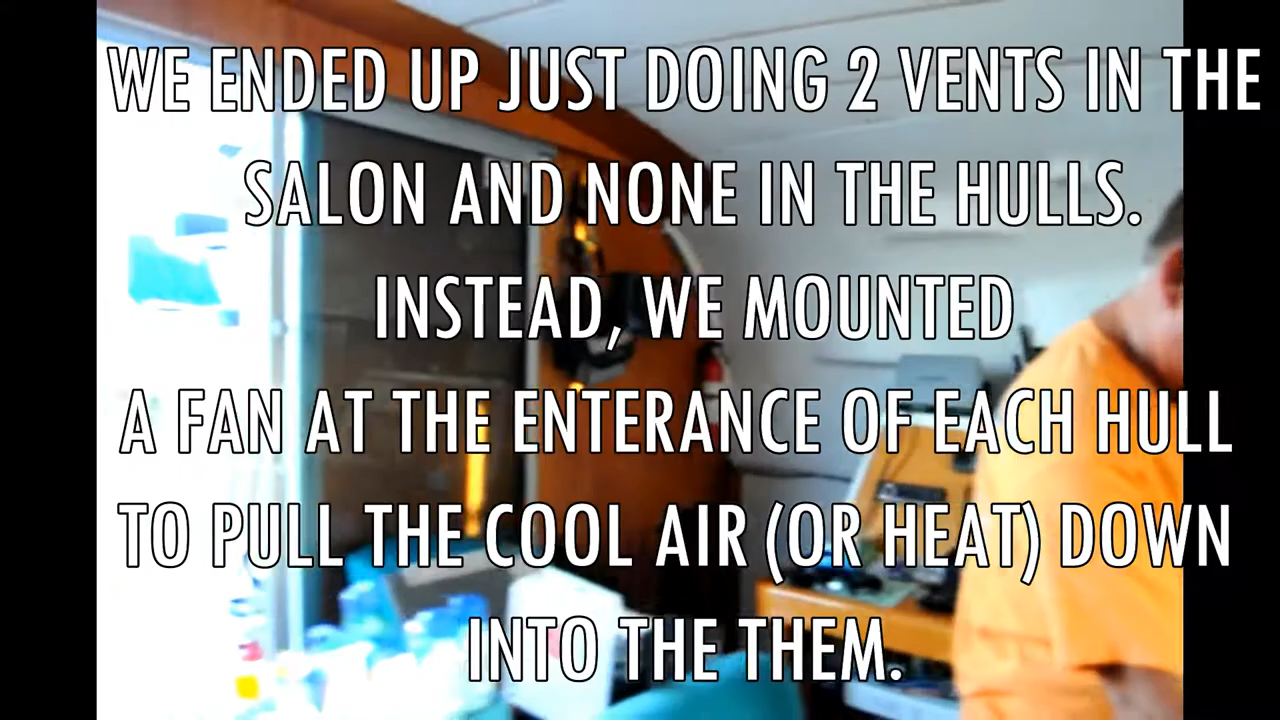 WE ENDED UP JUST DOING 2 VENTS IN THE
SALON AND NONE IN THE HULLS.
INSTEAD, WE MOUNTED
A FAN AT THE ENTERANCE OF EACH HULL
TO PULL THE COOL AIR (OR HEAT) DOWN
INTO THE THEM.